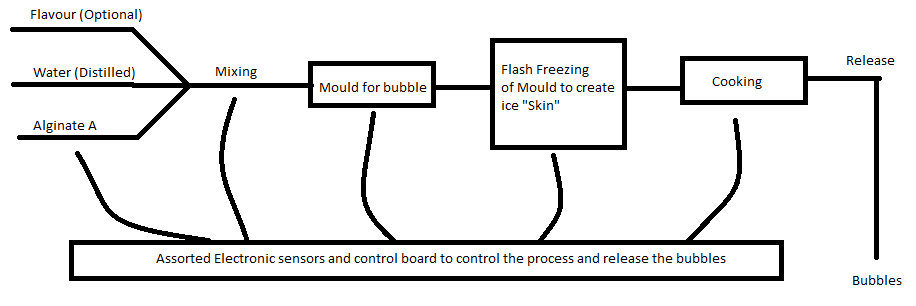 Flavour (Optional)
Water (Distilled)
Alginate A
Mixing
Mould for bubble
Flash Freezing
of Mould to create
ice "Skin"
Cooking
Release
Assorted Electronic sensors and control board to control the process and release the bubbles
Bubbles